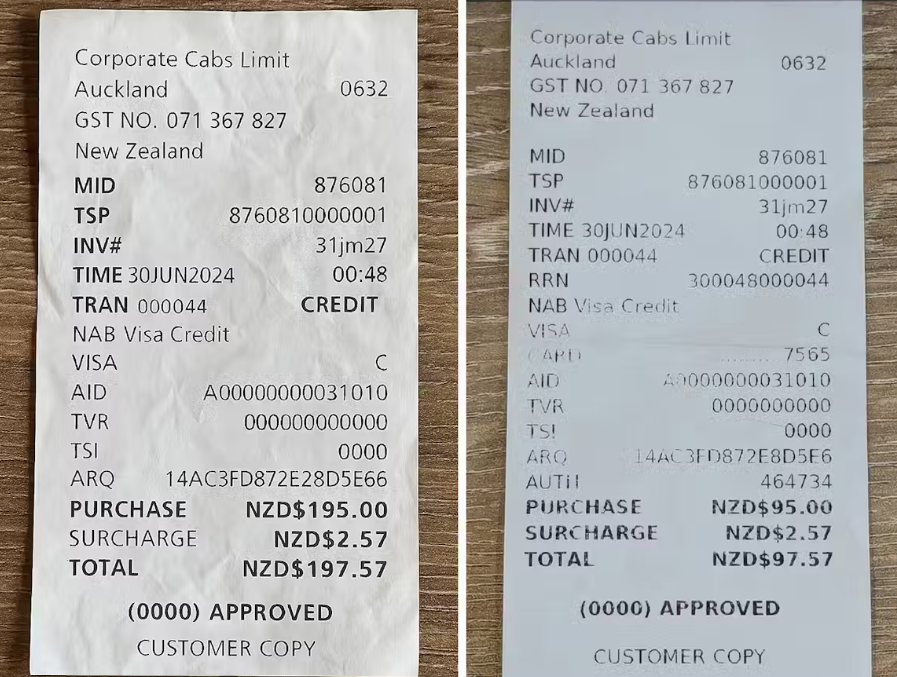 Corporate Cabs Limit
Auckland 0632
GST NO. 071 367 827
New Zealand
MID 876081
TSP 8760810000001
INV# 31jm27
TIME 30JUN2024 00:48
TRAN 000044 CREDIT
NAB Visa Credit
VISA C
AID A00000000031010
TVR 000000000000
TSI 0000
ARQ 14AC3FD872E28D5E66
PURCHASE NZD$195.00
SURCHARGE NZD$2.57
TOTAL NZD$197.57
(0000) APPROVED
CUSTOMER COPY
Corporate Cabs Limit
Auckland 0632
GST NO. 071 367 827
New Zealand
MID 876081
TSP 876081000001
INV# 31jm27
TIME 30JUN2024 00:48
TRAN 000044 CREDIT
RRN 300048000044
NAB Visa Credit
VISA C
CARD ........ 7565
AID A0000000031010
TVR 0000000000
TSI 0000
ARQ 14AC3FD872E8D5E6
AUTH 464734
PURCHASE NZD$95.00
SURCHARGE NZD$2.57
TOTAL NZD$97.57
(0000) APPROVED
CUSTOMER COPY